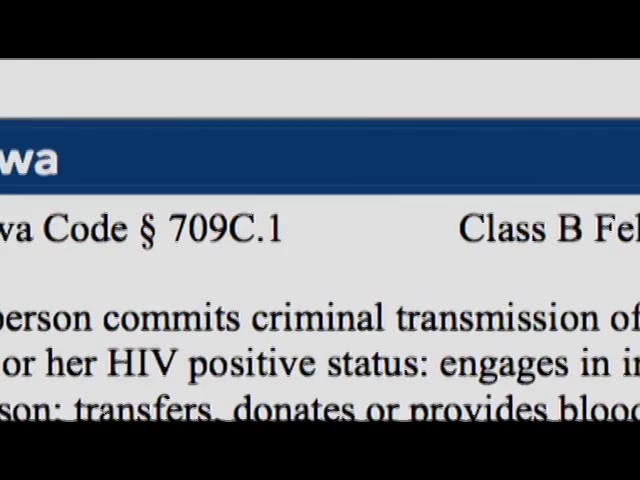 wa
wa Code § 709C.1 Class B Fel
person commits criminal transmission of
or her HIV positive status: engages in in
son: transfers, donates or provides blood